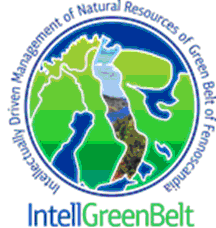 Intellectually Driven Management of Natural Resources of Green Belt of Fennoscandia
IntellGreenBelt